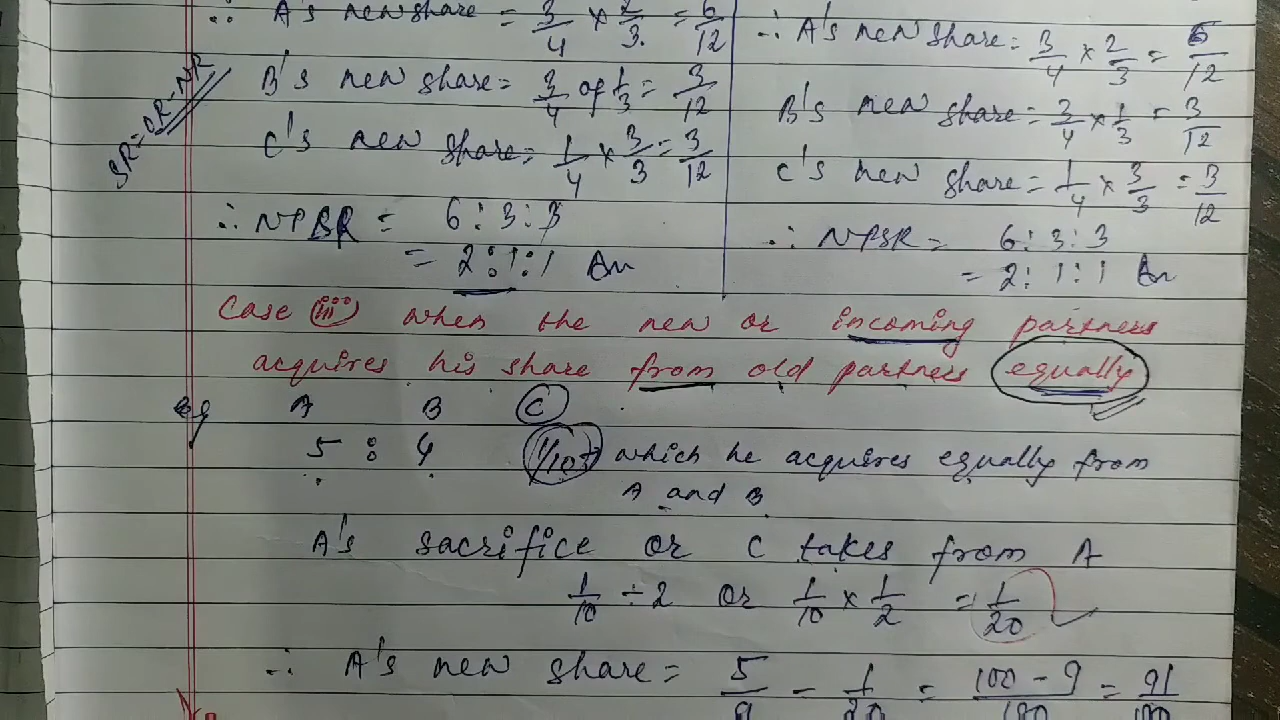 ∴ A's new share = 3/4 × 2/3 = 6/12
B's new share = 3/4 of 1/3 = 3/12
C's new share = 1/4 × 3/3 = 3/12
∴ NPSR = 6 : 3 : 3
= 2 : 1 : 1 An
SR = OR - NR
∴ A's new share = 3/4 × 2/3 = 6/12
B's new share = 3/4 × 1/3 = 3/12
C's new share = 1/4 × 3/3 = 3/12
∴ NPSR = 6 : 3 : 3
= 2 : 1 : 1 An
Case (iii) When the new or incoming partners
acquires his share from old partners equally
eg A B C
5 : 4 1/10th which he acquires equally from
A and B
A's sacrifice or C takes from A
1/10 ÷ 2 or 1/10 × 1/2 = 1/20
∴ A's new share = 5/9 - 1/20 = 100 - 9/180 = 91/180